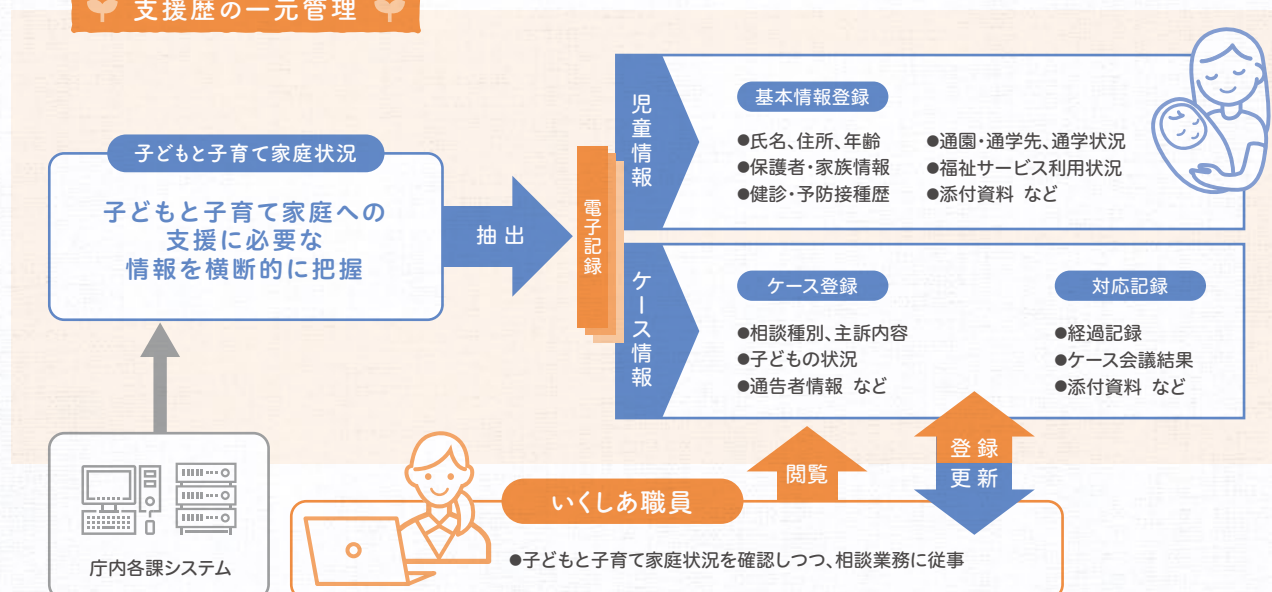 支援歴の一元管理
子どもと子育て家庭状況
子どもと子育て家庭への
支援に必要な
情報を横断的に把握
抽出
電子記録
児童情報
基本情報登録
●氏名、住所、年齢
●保護者・家族情報
●健診・予防接種歴
●通園・通学先、通学状況
●福祉サービス利用状況
●添付資料 など
ケース情報
ケース登録
●相談種別、主訴内容
●子どもの状況
●通告者情報 など
対応記録
●経過記録
●ケース会議結果
●添付資料 など
閲覧
登録
更新
いくしあ職員
●子どもと子育て家庭状況を確認しつつ、相談業務に従事
庁内各課システム